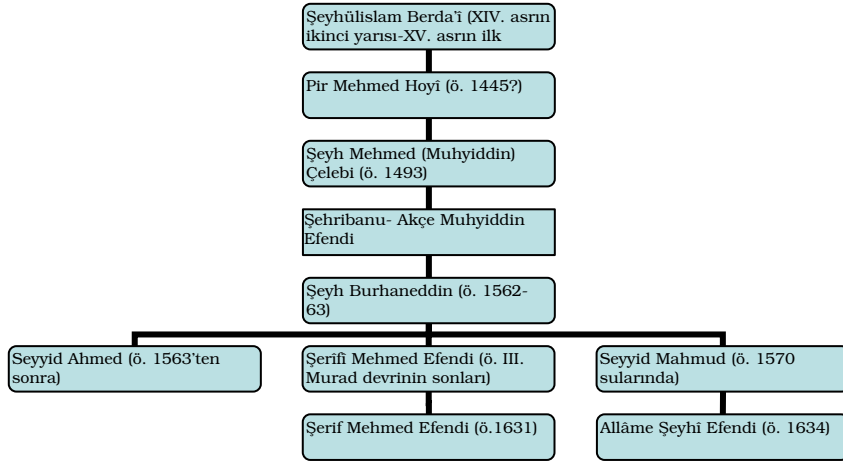 Şeyhülislam Berda'î (XIV. asrın
ikinci yarısı-XV. asrın ilk
Pir Mehmed Hoyî (ö. 1445?)
Şeyh Mehmed (Muhyiddin)
Çelebi (ö. 1493)
Şehribanu- Akçe Muhyiddin
Efendi
Şeyh Burhaneddin (ö. 1562-
63)
Seyyid Ahmed (ö. 1563'ten
sonra)
Şerîfî Mehmed Efendi (ö. III.
Murad devrinin sonları)
Seyyid Mahmud (ö. 1570
sularında)
Şerif Mehmed Efendi (ö.1631)
Allâme Şeyhî Efendi (ö. 1634)